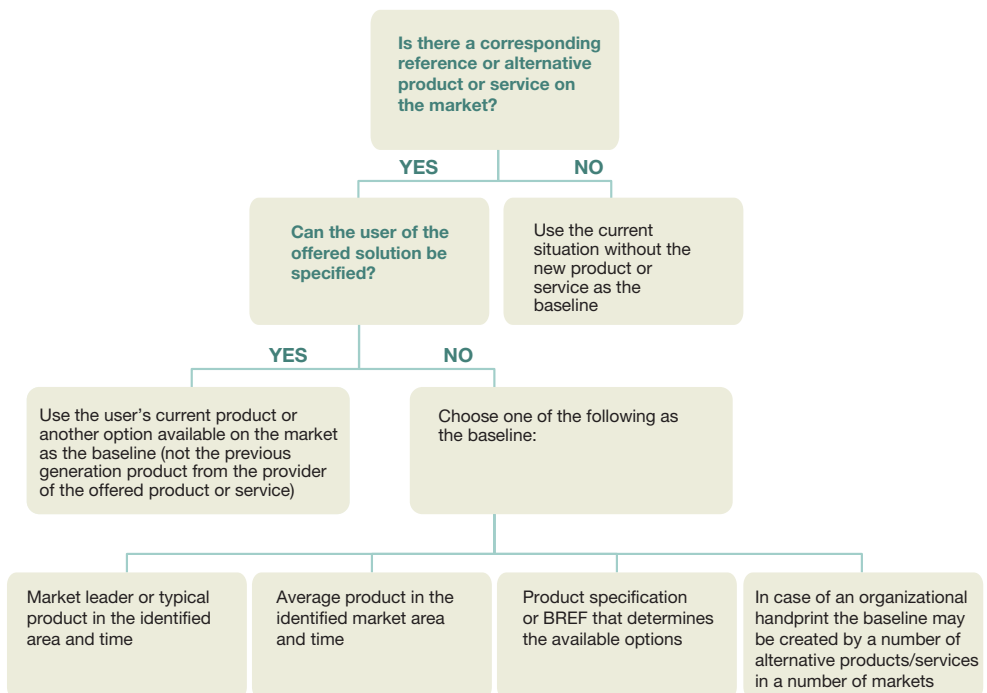 Is there a corresponding
reference or alternative
product or service on
the market?
YES
NO
Can the user of the
offered solution be
specified?
Use the current
situation without the
new product or
service as the
baseline
YES
NO
Use the user’s current product or
another option available on the market
as the baseline (not the previous
generation product from the provider
of the offered product or service)
Choose one of the following as
the baseline:
Market leader or typical
product in the identified
area and time
Average product in the
identified market area
and time
Product specification
or BREF that determines
the available options
In case of an organizational
handprint the baseline may
be created by a number of
alternative products/services
in a number of markets